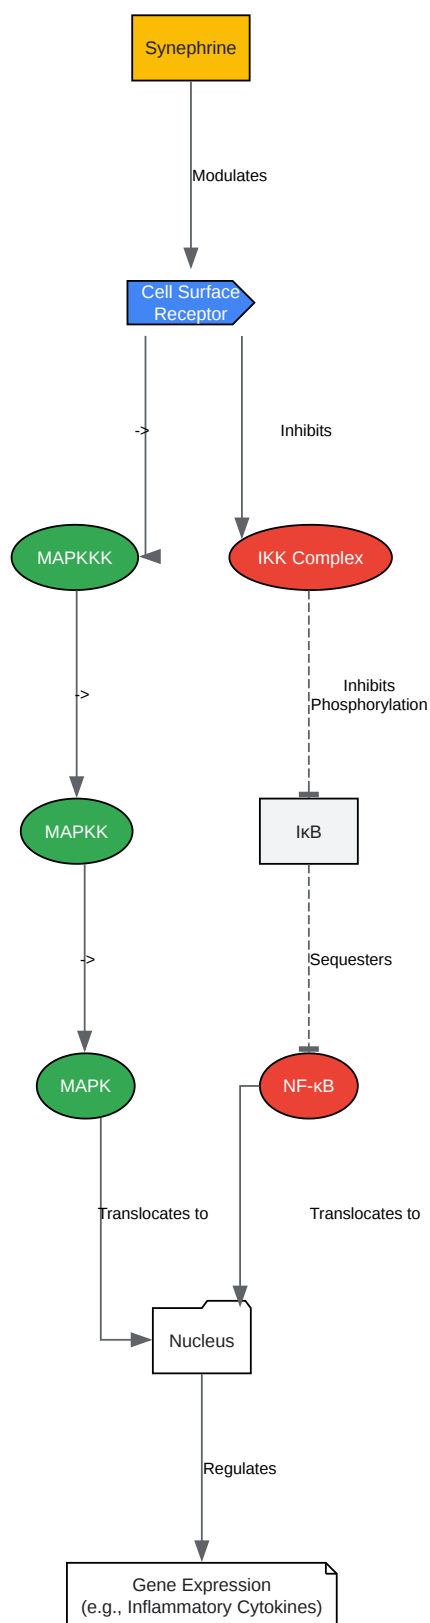 Synephrine
Modulates
Cell Surface
Receptor
->
Inhibits
MAPKKK
IKK Complex
->
Inhibits
Phosphorylation
MAPKK
IκB
->
Sequesters
MAPK
NF-κB
Translocates to
Translocates to
Nucleus
Regulates
Gene Expression
(e.g., Inflammatory Cytokines)